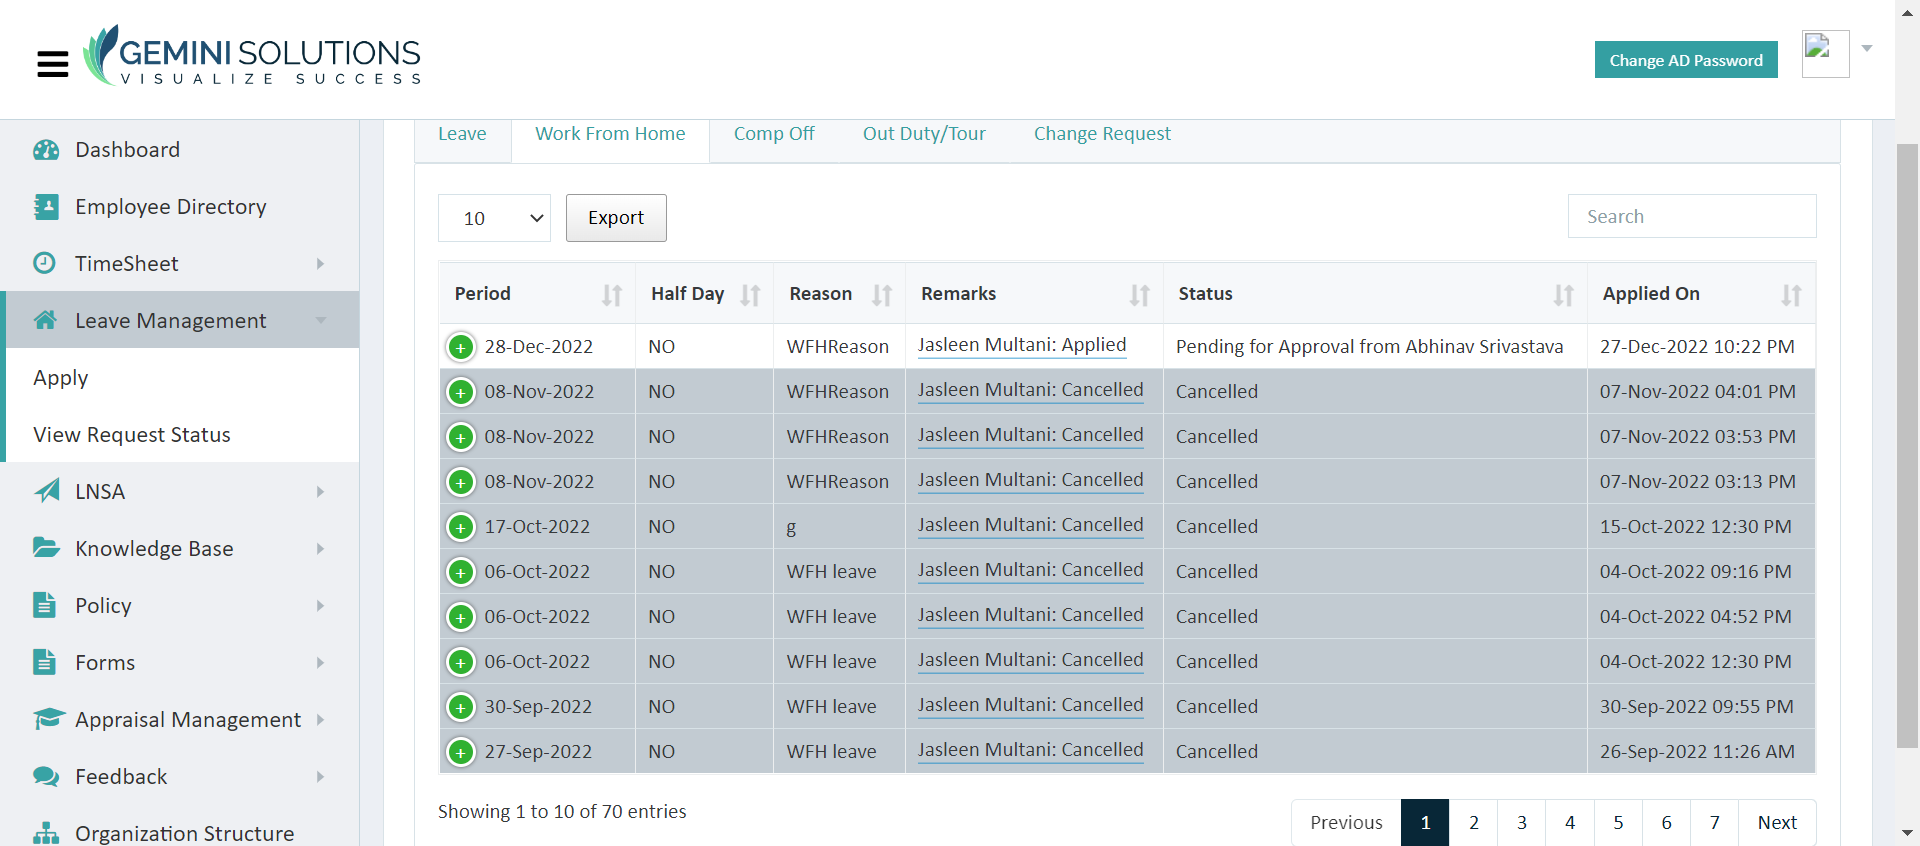 GEMINI SOLUTIONS
VISUALIZE SUCCESS
Change AD Password
Dashboard
Employee Directory
TimeSheet
Leave Management
Apply
View Request Status
LNSA
Knowledge Base
Policy
Forms
Appraisal Management
Feedback
Organization Structure
Leave Work From Home Comp Off Out Duty/Tour Change Request
10 Export Search
Period Half Day Reason Remarks Status Applied On
28-Dec-2022 NO WFHReason Jasleen Multani: Applied Pending for Approval from Abhinav Srivastava 27-Dec-2022 10:22 PM
08-Nov-2022 NO WFHReason Jasleen Multani: Cancelled Cancelled 07-Nov-2022 04:01 PM
08-Nov-2022 NO WFHReason Jasleen Multani: Cancelled Cancelled 07-Nov-2022 03:53 PM
08-Nov-2022 NO WFHReason Jasleen Multani: Cancelled Cancelled 07-Nov-2022 03:13 PM
17-Oct-2022 NO g Jasleen Multani: Cancelled Cancelled 15-Oct-2022 12:30 PM
06-Oct-2022 NO WFH leave Jasleen Multani: Cancelled Cancelled 04-Oct-2022 09:16 PM
06-Oct-2022 NO WFH leave Jasleen Multani: Cancelled Cancelled 04-Oct-2022 04:52 PM
06-Oct-2022 NO WFH leave Jasleen Multani: Cancelled Cancelled 04-Oct-2022 12:30 PM
30-Sep-2022 NO WFH leave Jasleen Multani: Cancelled Cancelled 30-Sep-2022 09:55 PM
27-Sep-2022 NO WFH leave Jasleen Multani: Cancelled Cancelled 26-Sep-2022 11:26 AM
Showing 1 to 10 of 70 entries
Previous 1 2 3 4 5 6 7 Next